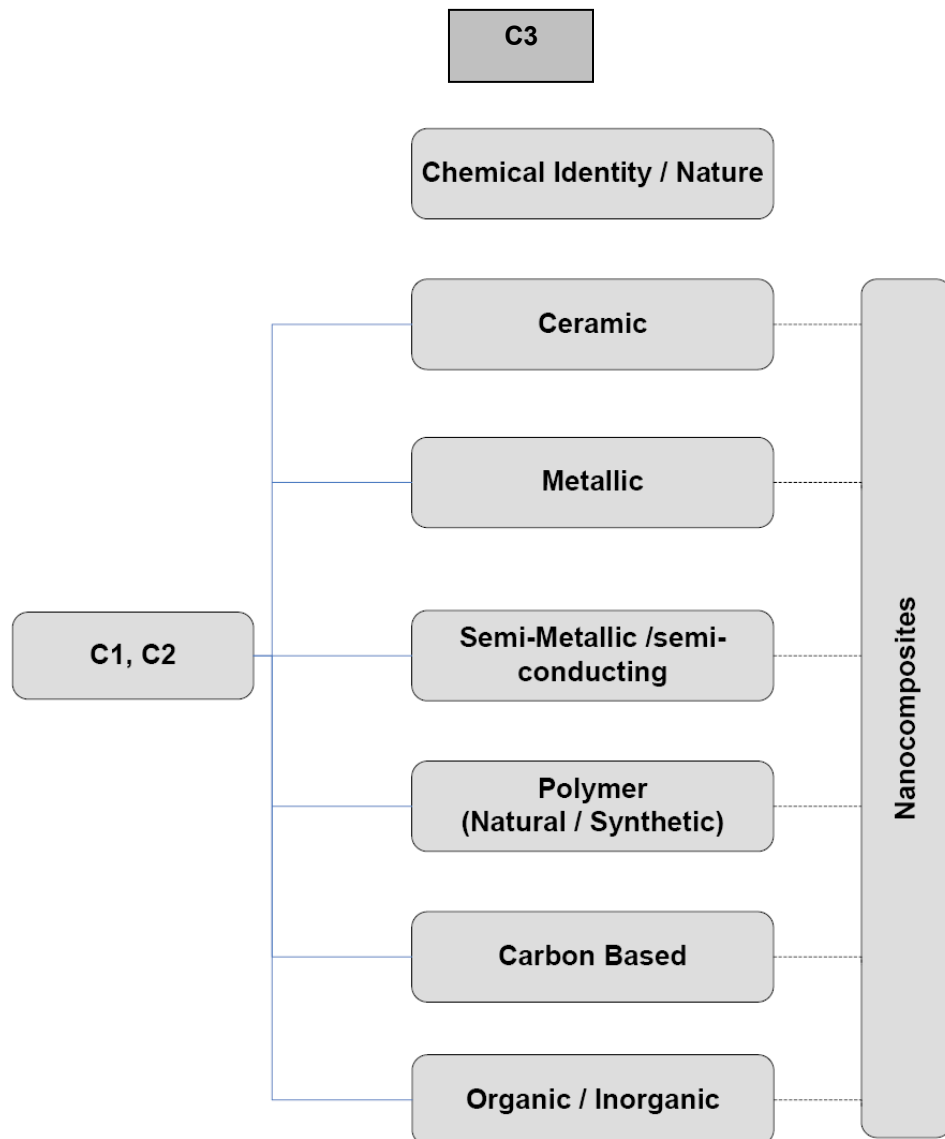 C3
Chemical Identity / Nature
Ceramic
Metallic
C1, C2
Semi-Metallic /semi-
conducting
Polymer
(Natural / Synthetic)
Carbon Based
Organic / Inorganic
Nanocomposites